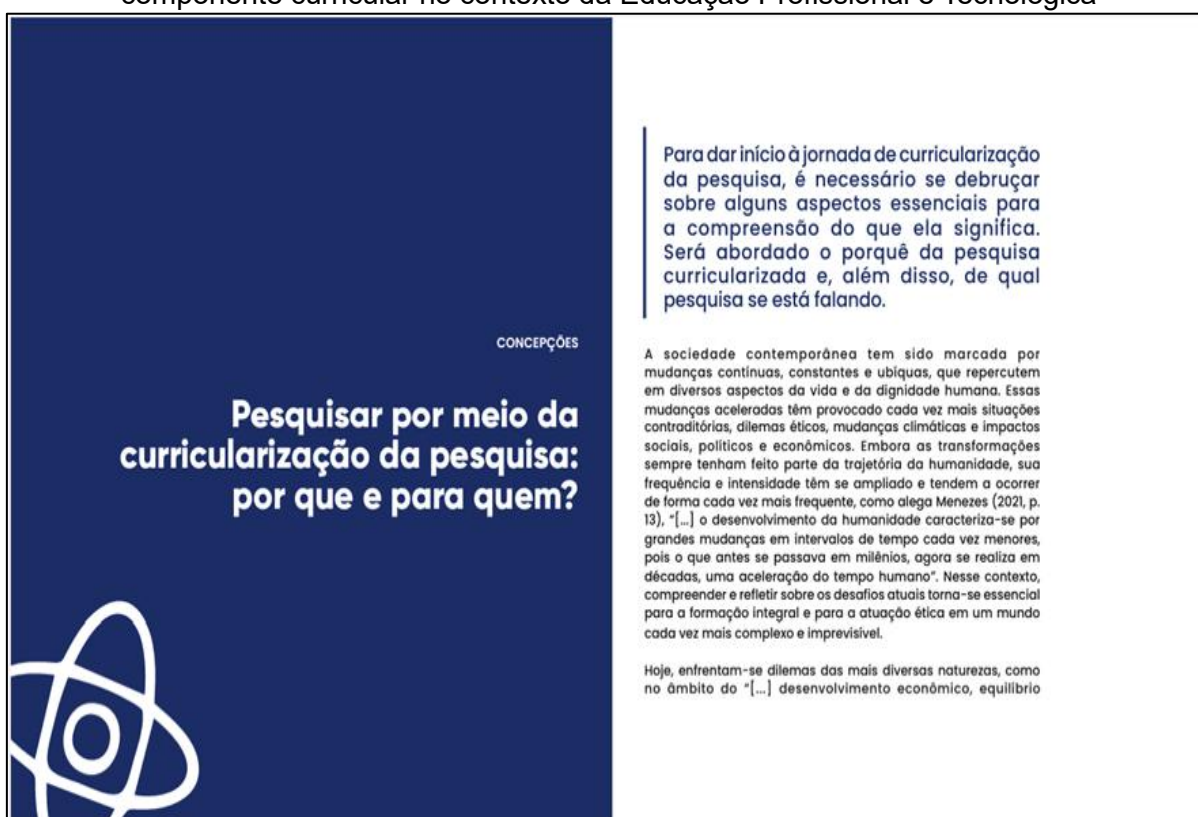 componente curricular no contexto da Educação Profissional e Tecnológica
CONCEPÇÕES
Pesquisar por meio da
curricularização da pesquisa:
por que e para quem?
Para dar início à jornada de curricularização
da pesquisa, é necessário se debruçar
sobre alguns aspectos essenciais para
a compreensão do que ela significa.
Será abordado o porquê da pesquisa
curricularizada e, além disso, de qual
pesquisa se está falando.
A sociedade contemporânea tem sido marcada por
mudanças contínuas, constantes e ubíquas, que repercutem
em diversos aspectos da vida e da dignidade humana. Essas
mudanças aceleradas têm provocado cada vez mais situações
contraditórias, dilemas éticos, mudanças climáticas e impactos
sociais, políticos e econômicos. Embora as transformações
sempre tenham feito parte da trajetória da humanidade, sua
frequência e intensidade têm se ampliado e tendem a ocorrer
de forma cada vez mais frequente, como alega Menezes (2021, p.
13), "[...] o desenvolvimento da humanidade caracteriza-se por
grandes mudanças em intervalos de tempo cada vez menores,
pois o que antes se passava em milênios, agora se realiza em
décadas, uma aceleração do tempo humano". Nesse contexto,
compreender e refletir sobre os desafios atuais torna-se essencial
para a formação integral e para a atuação ética em um mundo
cada vez mais complexo e imprevisível.
Hoje, enfrentam-se dilemas das mais diversas naturezas, como
no âmbito do "[...] desenvolvimento econômico, equilíbrio